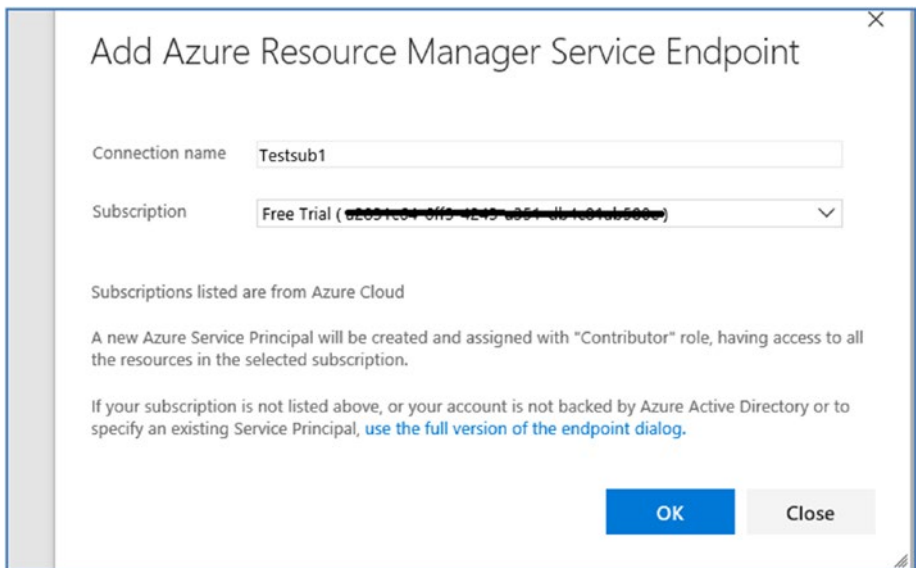 Add Azure Resource Manager Service Endpoint
Connection name Testsub1
Subscription Free Trial ( )
Subscriptions listed are from Azure Cloud
A new Azure Service Principal will be created and assigned with "Contributor" role, having access to all
the resources in the selected subscription.
If your subscription is not listed above, or your account is not backed by Azure Active Directory or to
specify an existing Service Principal, use the full version of the endpoint dialog.
OK Close